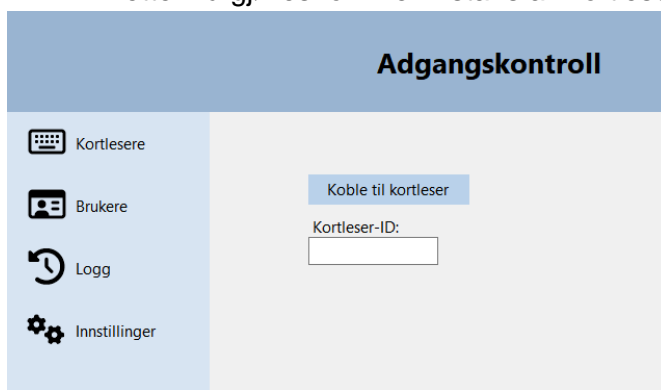 Adgangskontroll
Kortlesere
Koble til kortleser
Brukere
Kortleser-ID:
Logg
Innstillinger